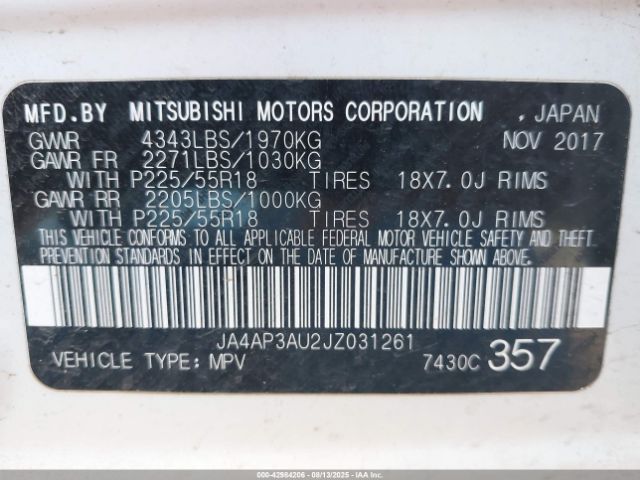 MFD.BY MITSUBISHI MOTORS CORPORATION , JAPAN
GVWR 4343LBS/1970KG NOV 2017
GAWR FR 2271LBS/1030KG
WITH P225/55R18 TIRES 18X7.0J RIMS
GAWR RR 2205LBS/1000KG
WITH P225/55R18 TIRES 18X7.0J RIMS
THIS VEHICLE CONFORMS TO ALL APPLICABLE FEDERAL MOTOR VEHICLE SAFETY AND THEFT
PREVENTION STANDARDS IN EFFECT ON THE DATE OF MANUFACTURE SHOWN ABOVE.
JA4AP3AU2JZ031261
VEHICLE TYPE: MPV 7430C 357
000-42984206 - 08/13/2025 - Copyright IAA, LLC